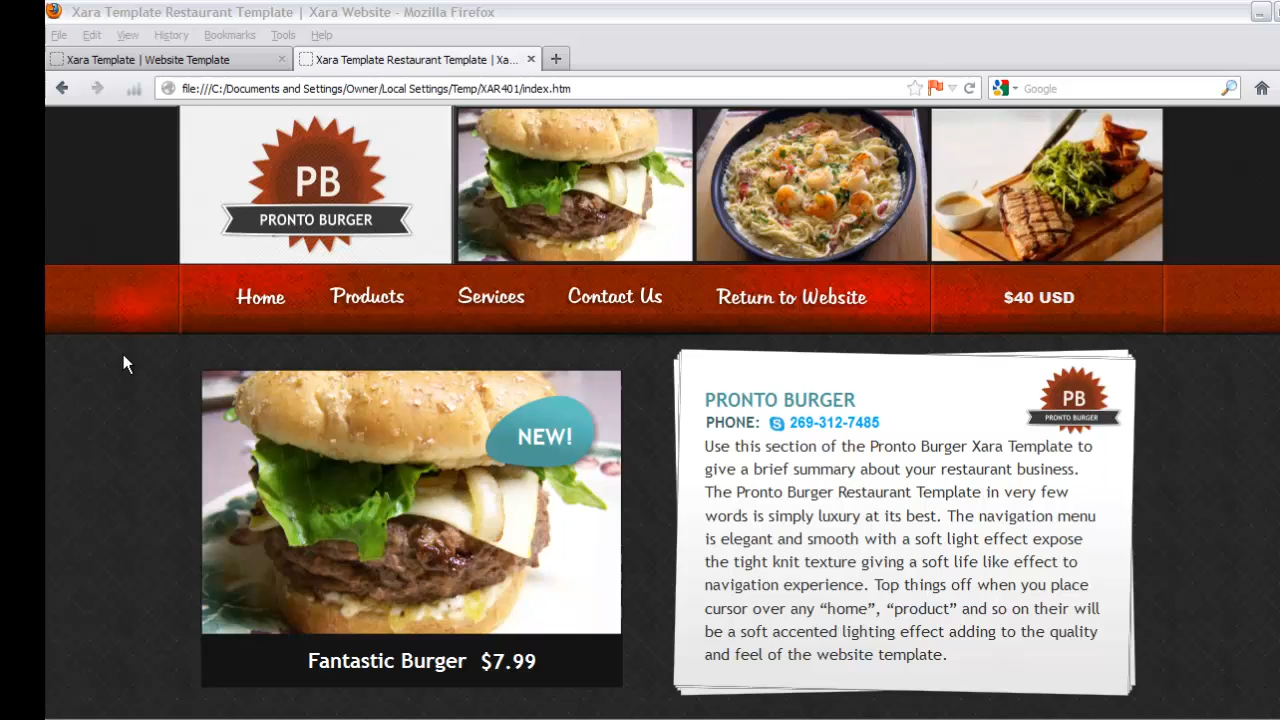 Xara Template Restaurant Template | Xara Website - Mozilla Firefox
File Edit View History Bookmarks Tools Help
Xara Template | Website Template
Xara Template Restaurant Template | Xa...
file:///C:/Documents and Settings/Owner/Local Settings/Temp/XAR401/index.htm
Google
PB
PRONTO BURGER
Home Products Services Contact Us Return to Website $40 USD
NEW!
Fantastic Burger $7.99
PRONTO BURGER
PHONE: 269-312-7485
PB
PRONTO BURGER
Use this section of the Pronto Burger Xara Template to
give a brief summary about your restaurant business.
The Pronto Burger Restaurant Template in very few
words is simply luxury at its best. The navigation menu
is elegant and smooth with a soft light effect expose
the tight knit texture giving a soft life like effect to
navigation experience. Top things off when you place
cursor over any “home”, “product” and so on their will
be a soft accented lighting effect adding to the quality
and feel of the website template.